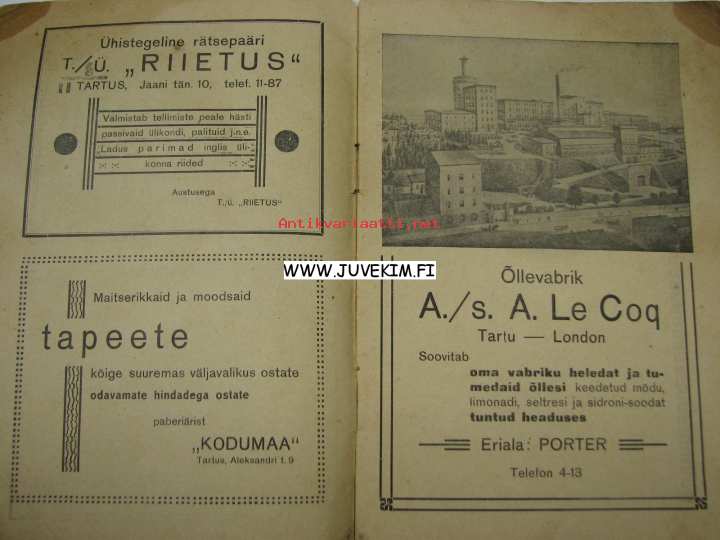 Ühistegeline rätsepaäri
T./Ü. „RIIETUS"
TARTUS, Jaani tän. 10, telef. 11-87
Valmistab tellimiste peale hästi
passivaid ülikondi, palituid j.n.e.
Ladus parimad inglis üli-
konna riided
Austusega
T./Ü. „RIIETUS"
Antikvariaatti.net
WWW.JUVEKIM.FI
Maitserikkaid ja moodsaid
tapeete
kõige suuremas väljavalikus ostate
odavamate hindadega ostate
paberiärist
„KODUMAA"
Tartus, Aleksandri t. 9
Õllevabrik
A./s. A. Le Coq
Tartu — London
Soovitab
oma vabriku heledat ja tu-
medaid õllesi keedetud mõdu,
limonadi, seltresi ja sidroni-soodat
tuntud headuses
Eriala: PORTER
Telefon 4-13